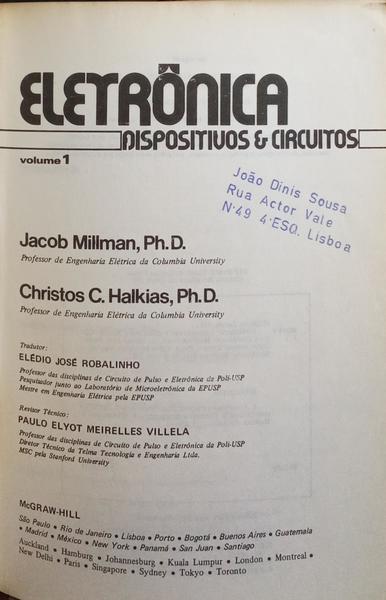 ELETRÔNICA
DISPOSITIVOS & CIRCUITOS
volume 1
João Dinis Sousa
Rua Actor Vale
Nº49 4ºESQ. Lisboa
Jacob Millman, Ph.D.
Professor de Engenharia Elétrica da Columbia University
Christos C. Halkias, Ph.D.
Professor de Engenharia Elétrica da Columbia University
Tradutor:
ELÉDIO JOSÉ ROBALINHO
Professor das disciplinas de Circuito de Pulso e Eletrônica da Poli-USP
Pesquisador junto ao Laboratório de Microeletrônica da EPUSP
Mestre em Engenharia Elétrica pela EPUSP
Revisor Técnico:
PAULO ELYOT MEIRELLES VILLELA
Professor das disciplinas de Circuito de Pulso e Eletrônica da Poli-USP
Diretor Técnico da Telma Tecnologia e Engenharia Ltda.
MSC pela Stanford University
McGRAW-HILL
São Paulo • Rio de Janeiro • Lisboa • Porto • Bogotá • Buenos Aires • Guatemala
• Madrid • México • New York • Panamá • San Juan • Santiago
Auckland • Hamburg • Johannesburg • Kuala Lumpur • London • Montreal •
New Delhi • Paris • Singapore • Sydney • Tokyo • Toronto